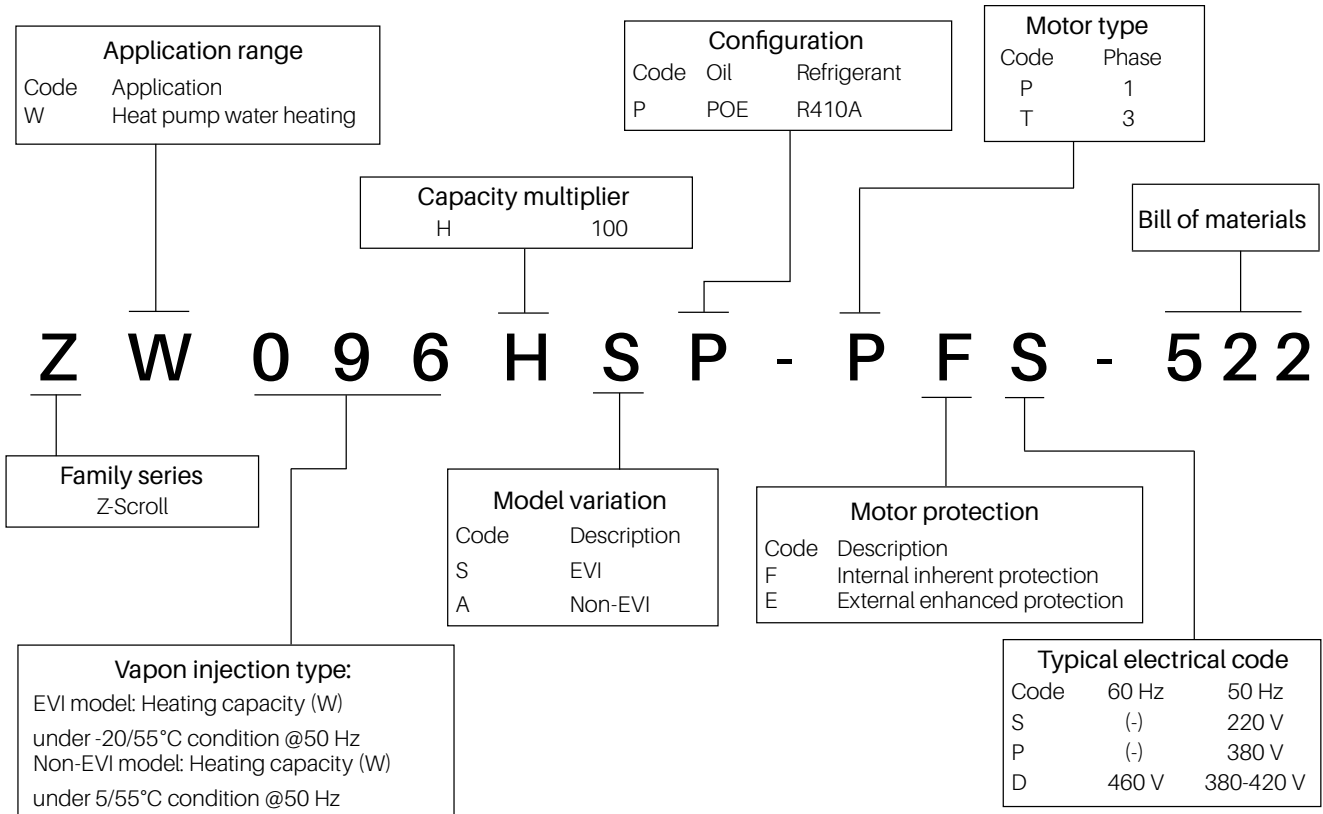 Application range
Code Application
W Heat pump water heating
Configuration
Code Oil Refrigerant
P POE R410A
Motor type
Code Phase
P 1
T 3
Capacity multiplier
H 100
Bill of materials
Z W 0 9 6 H S P - P F S - 5 2 2
Family series
Z-Scroll
Vapon injection type:
EVI model: Heating capacity (W)
under -20/55°C condition @50 Hz
Non-EVI model: Heating capacity (W)
under 5/55°C condition @50 Hz
Model variation
Code Description
S EVI
A Non-EVI
Motor protection
Code Description
F Internal inherent protection
E External enhanced protection
Typical electrical code
Code 60 Hz 50 Hz
S (-) 220 V
P (-) 380 V
D 460 V 380-420 V